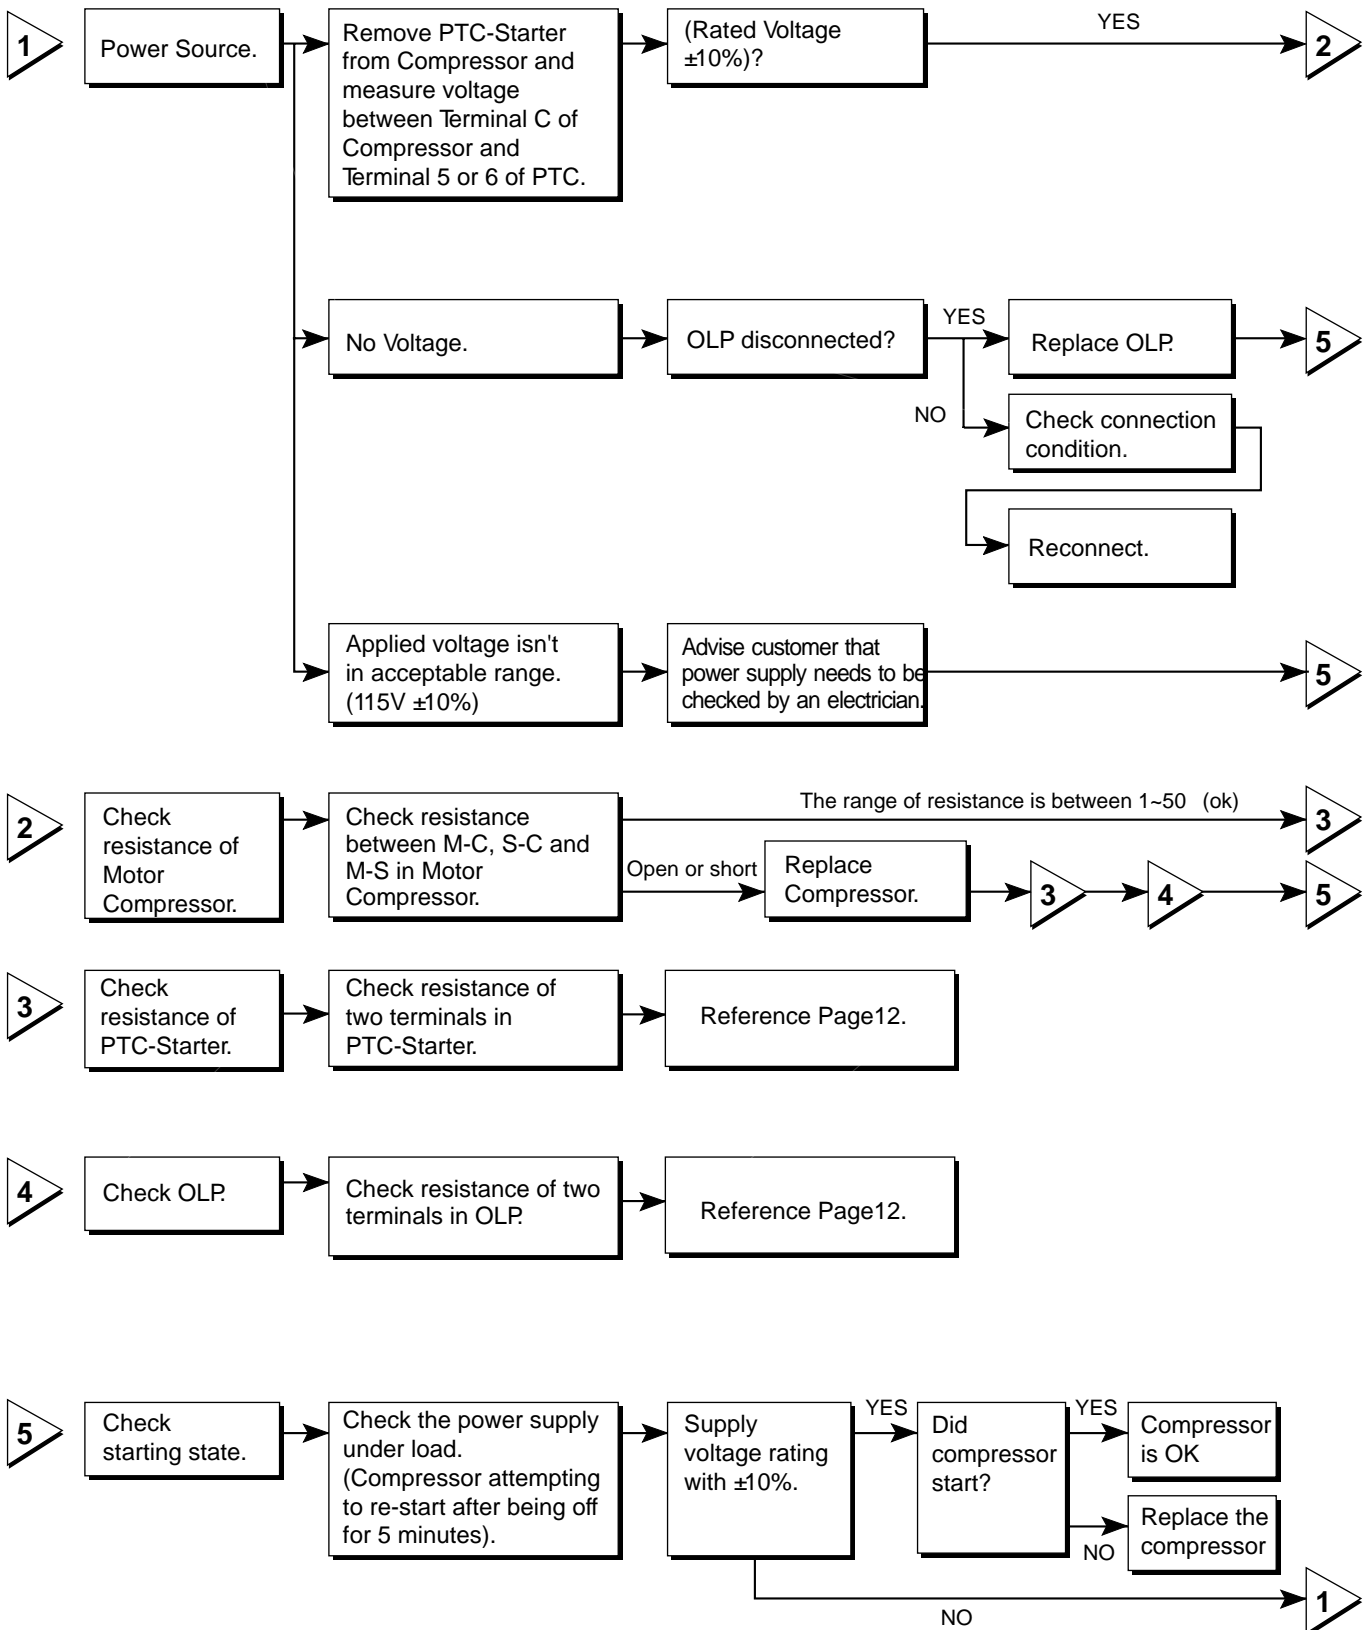 1
Power Source.
Remove PTC-Starter
from Compressor and
measure voltage
between Terminal C of
Compressor and
Terminal 5 or 6 of PTC.
(Rated Voltage
±10%)?
YES
2
No Voltage.
OLP disconnected?
YES
Replace OLP.
5
NO
Check connection
condition.
Reconnect.
Applied voltage isn't
in acceptable range.
(115V ±10%)
Advise customer that
power supply needs to be
checked by an electrician.
5
2
Check
resistance of
Motor
Compressor.
Check resistance
between M-C, S-C and
M-S in Motor
Compressor.
The range of resistance is between 1~50 (ok)
3
Open or short
Replace
Compressor.
3
4
5
3
Check
resistance of
PTC-Starter.
Check resistance of
two terminals in
PTC-Starter.
Reference Page12.
4
Check OLP.
Check resistance of two
terminals in OLP.
Reference Page12.
5
Check
starting state.
Check the power supply
under load.
(Compressor attempting
to re-start after being off
for 5 minutes).
Supply
voltage rating
with ±10%.
YES
Did
compressor
start?
YES
Compressor
is OK
NO
Replace the
compressor
NO
1